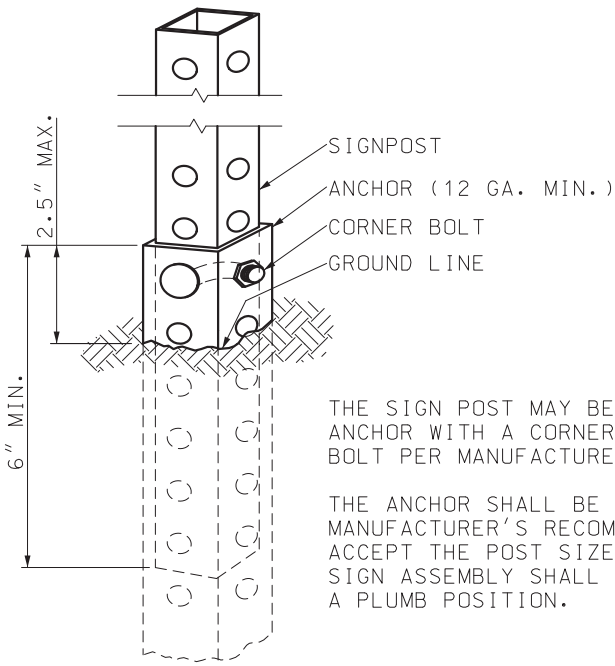 SIGNPOST
ANCHOR (12 GA. MIN.)
CORNER BOLT
GROUND LINE
2.5" MAX.
6" MIN.
THE SIGN POST MAY BE
ANCHOR WITH A CORNER
BOLT PER MANUFACTURE
THE ANCHOR SHALL BE
MANUFACTURER'S RECOM
ACCEPT THE POST SIZE
SIGN ASSEMBLY SHALL
A PLUMB POSITION.